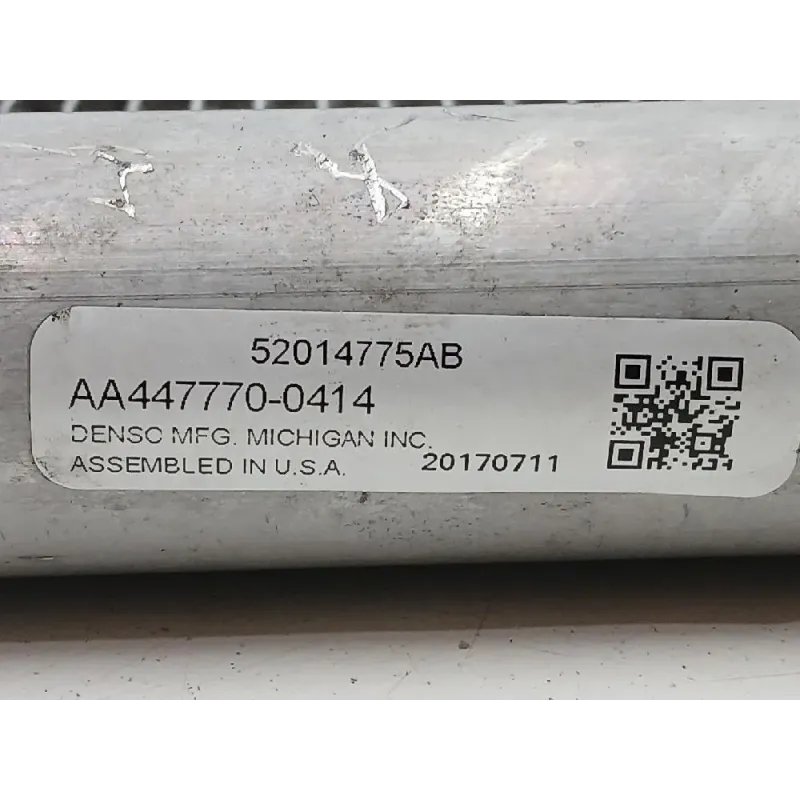 52014775AB
AA447770-0414
DENSO MFG. MICHIGAN INC.
ASSEMBLED IN U.S.A. 20170711